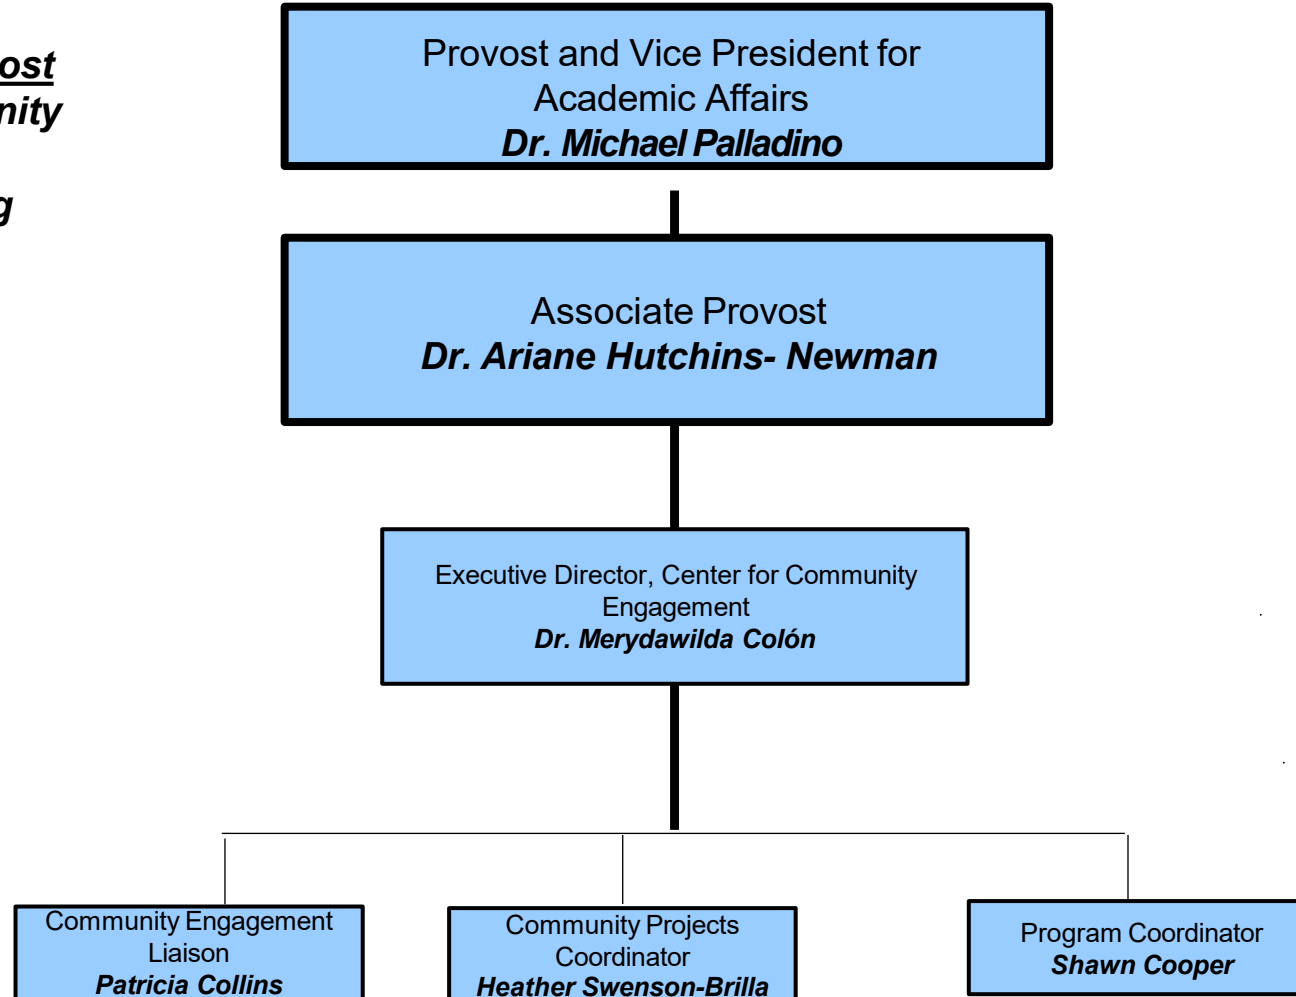 ost
nity
g
Provost and Vice President for
Academic Affairs
Dr. Michael Palladino
Associate Provost
Dr. Ariane Hutchins- Newman
Executive Director, Center for Community
Engagement
Dr. Merydawilda Colón
Community Engagement
Liaison
Patricia Collins
Community Projects
Coordinator
Heather Swenson-Brilla
Program Coordinator
Shawn Cooper